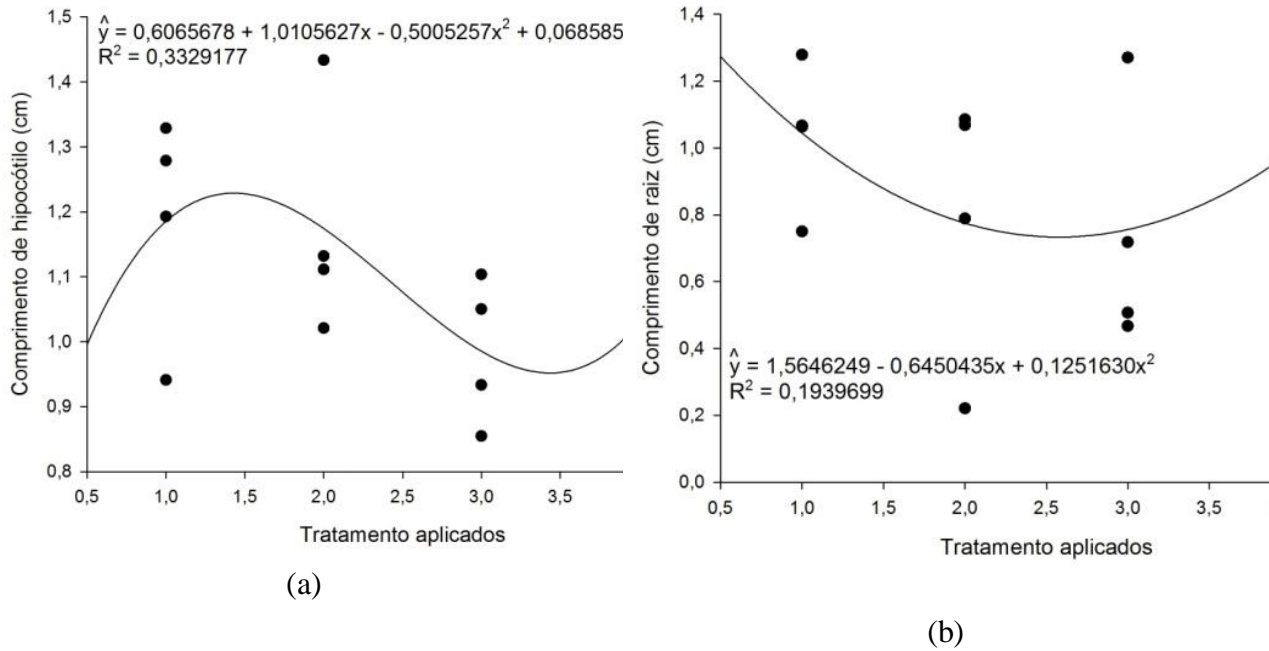 1,5
ŷ = 0,6065678 + 1,0105627x - 0,5005257x² + 0,068585
R² = 0,3329177
1,4
1,3
1,2
1,1
1,0
0,9
0,8
Comprimento de hipocótilo (cm)
0,5 1,0 1,5 2,0 2,5 3,0 3,5
Tratamento aplicados
(a)
1,4
1,2
1,0
0,8
0,6
0,4
0,2
0,0
Comprimento de raiz (cm)
ŷ = 1,5646249 - 0,6450435x + 0,1251630x²
R² = 0,1939699
0,5 1,0 1,5 2,0 2,5 3,0 3,5
Tratamento aplicados
(b)